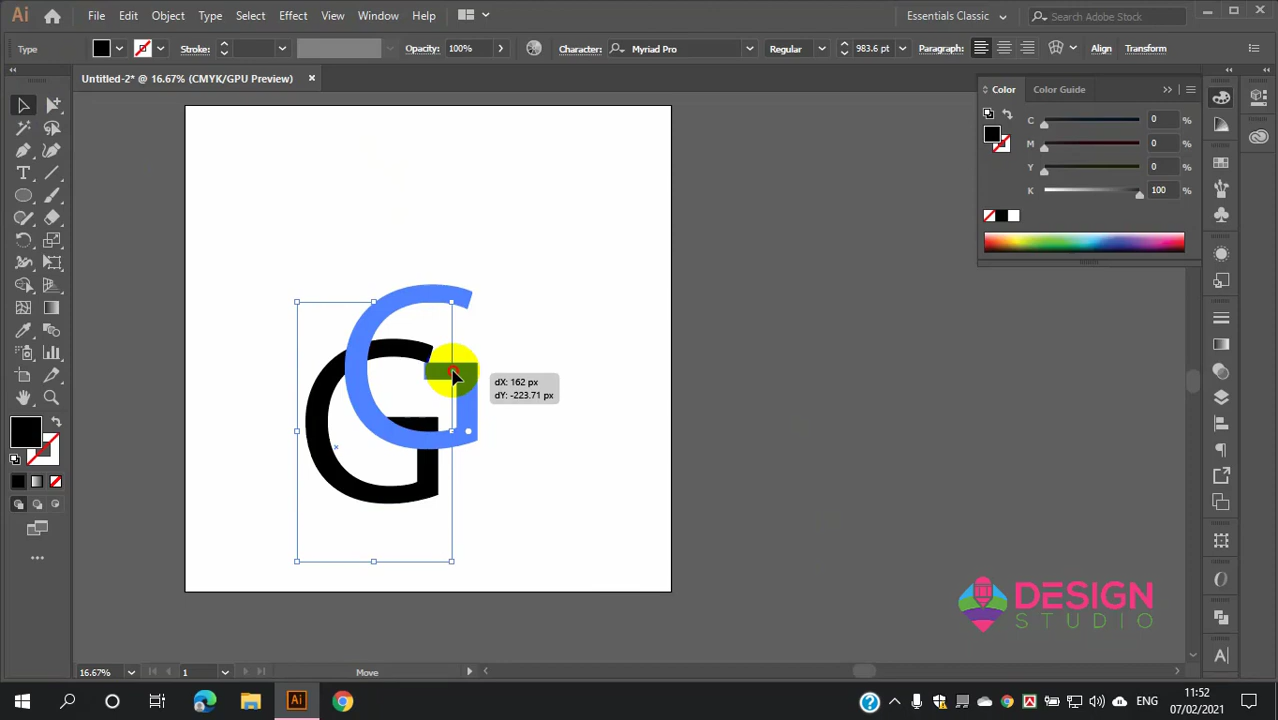 Ai File Edit Object Type Select Effect View Window Help Essentials Classic Search Adobe Stock
Type Stroke: Opacity: 100% Character: Myriad Pro Regular 983.6 pt Paragraph: Align Transform
Untitled-2* @ 16.67% (CMYK/GPU Preview)
Color Color Guide
C 0 %
M 0 %
Y 0 %
K 100 %
G
G
dX: 162 px
dY: -223.71 px
DESIGN
STUDIO
16.67% 1 Move
Ai ENG 11:52
07/02/2021